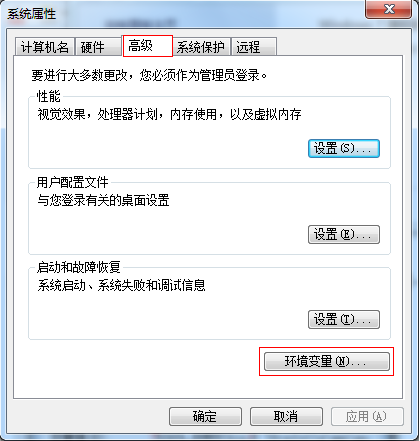 系统属性
计算机名 硬件 高级 系统保护 远程
要进行大多数更改，您必须作为管理员登录。
性能
视觉效果，处理器计划，内存使用，以及虚拟内存
设置(S)...
用户配置文件
与您登录有关的桌面设置
设置(E)...
启动和故障恢复
系统启动、系统失败和调试信息
设置(T)...
环境变量(N)...
确定 取消 应用(A)